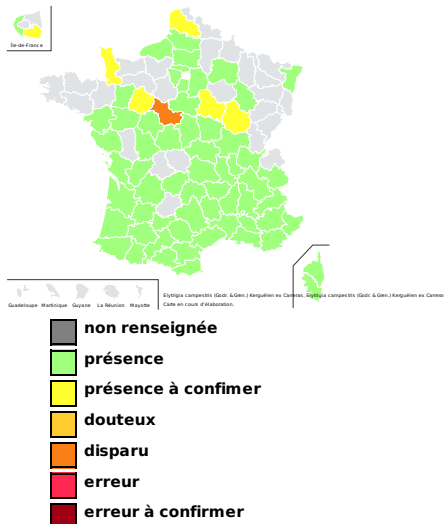 Île-de-France
Guadeloupe Martinique Guyane La Réunion Mayotte
Elytrigia campestris (Godr. & Gren.) Kerguélen ex Carreras, Elytrigia campestris (Godr. & Gren.) Kerguélen ex Carreras
Carte en cours d'élaboration.
non renseignée
présence
présence à confimer
douteux
disparu
erreur
erreur à confirmer